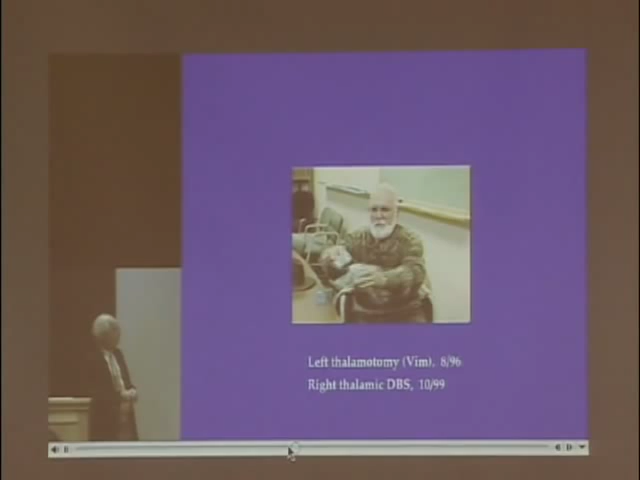 Left thalamotomy (Vim), 8/96
Right thalamic DBS, 10/99